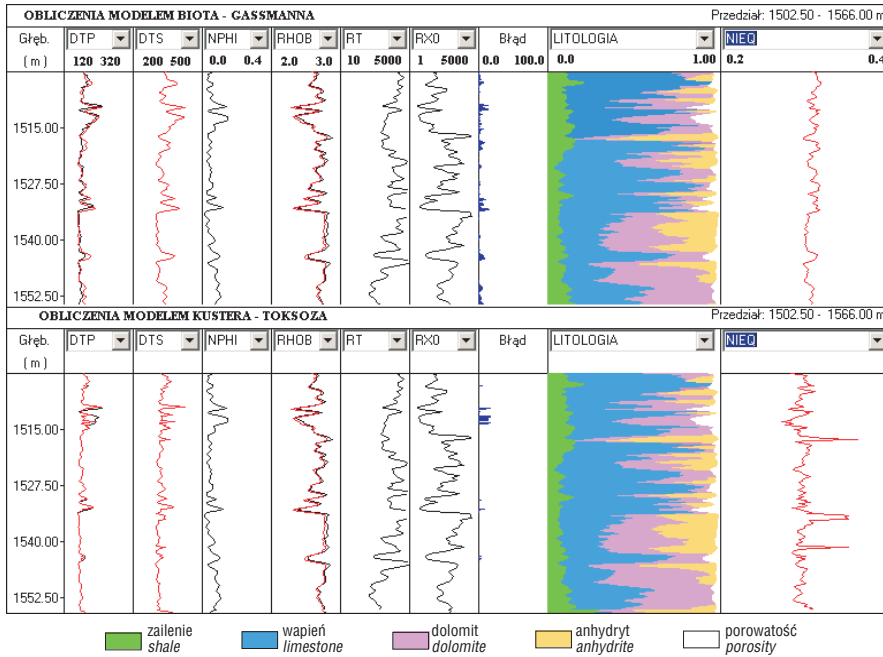 OBLICZENIA MODELEM BIOTA - GASSMANNA Przedział: 1502.50 - 1566.00 m
Głęb. DTP DTS NPHI RHOB RT RX0 Błąd LITOLOGIA NIEQ
(m) 120 320 200 500 0.0 0.4 2.0 3.0 10 5000 1 5000 0.0 100.0 0.0 1.00 0.2 0.4
1515.00
1527.50
1540.00
1552.50
OBLICZENIA MODELEM KUSTERA - TOKSOZA Przedział: 1502.50 - 1566.00 m
Głęb. DTP DTS NPHI RHOB RT RX0 Błąd LITOLOGIA NIEQ
(m)
1515.00
1527.50
1540.00
1552.50
zailenie wapień dolomit anhydryt porowatość
shale limestone dolomite anhydrite porosity